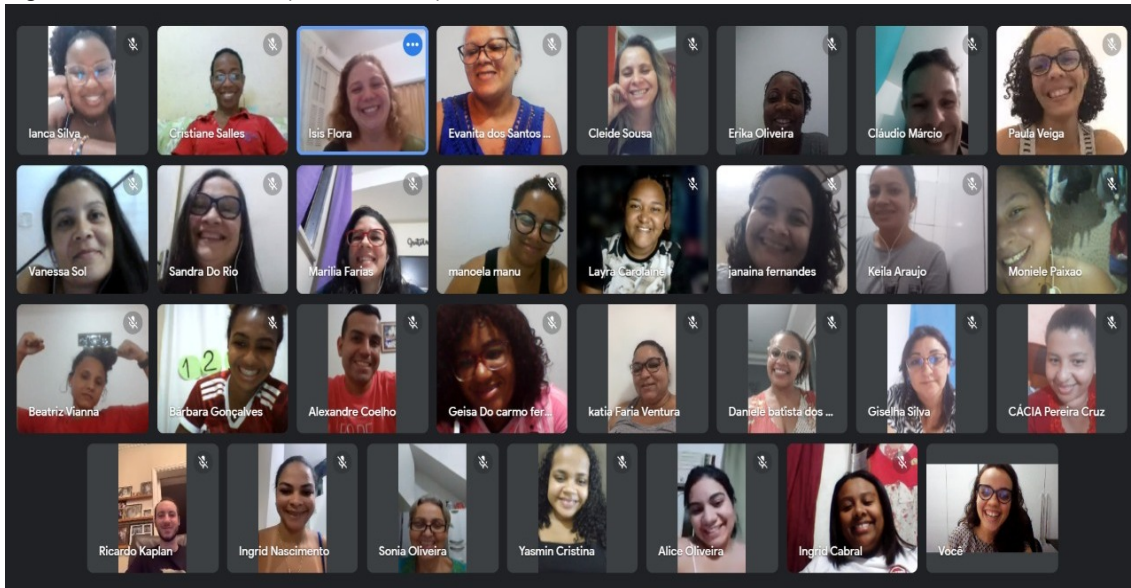 Ianca Silva
Cristiane Salles
Isis Flora
Evanita dos Santos ...
Cleide Sousa
Erika Oliveira
Cláudio Márcio
Paula Veiga
Vanessa Sol
Sandra Do Rio
Marilia Farias
manoela manu
Layra Carolaine
janaina fernandes
Keila Araujo
Moniele Paixao
Beatriz Vianna
1 2
Bárbara Gonçalves
Alexandre Coelho
Geisa Do carmo fer...
katia Faria Ventura
Daniele batista dos ...
Giselha Silva
CÁCIA Pereira Cruz
Ricardo Kaplan
Ingrid Nascimento
Sonia Oliveira
Yasmin Cristina
Alice Oliveira
Ingrid Cabral
Você